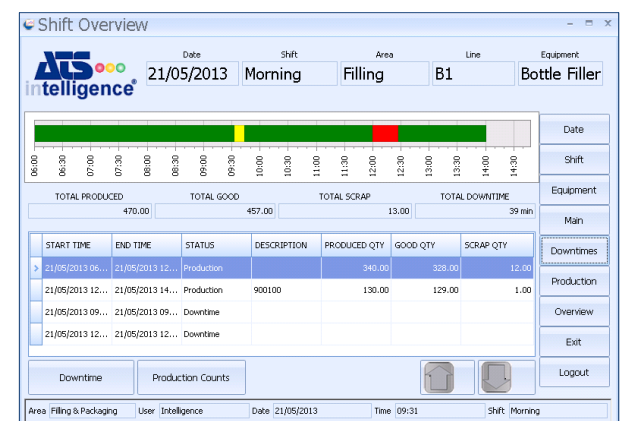 Shift Overview
ATS
intelligence®
Date Shift Area Line Equipment
21/05/2013 Morning Filling B1 Bottle Filler
Date
06:00 06:30 07:00 07:30 08:00 08:30 09:00 09:30 10:00 10:30 11:00 11:30 12:00 12:30 13:00 13:30 14:00 14:30
Shift
TOTAL PRODUCED TOTAL GOOD TOTAL SCRAP TOTAL DOWNTIME
Equipment
470.00 457.00 13.00 39 min
Main
START TIME END TIME STATUS DESCRIPTION PRODUCED QTY GOOD QTY SCRAP QTY
Downtimes
21/05/2013 06... 21/05/2013 12... Production 340.00 328.00 12.00
Production
21/05/2013 12... 21/05/2013 14... Production 900100 130.00 129.00 1.00
21/05/2013 09... 21/05/2013 09... Downtime
Overview
21/05/2013 12... 21/05/2013 12... Downtime
Exit
Downtime Production Counts
Logout
Area Filling & Packaging User Intelligence Date 21/05/2013 Time 09:31 Shift Morning